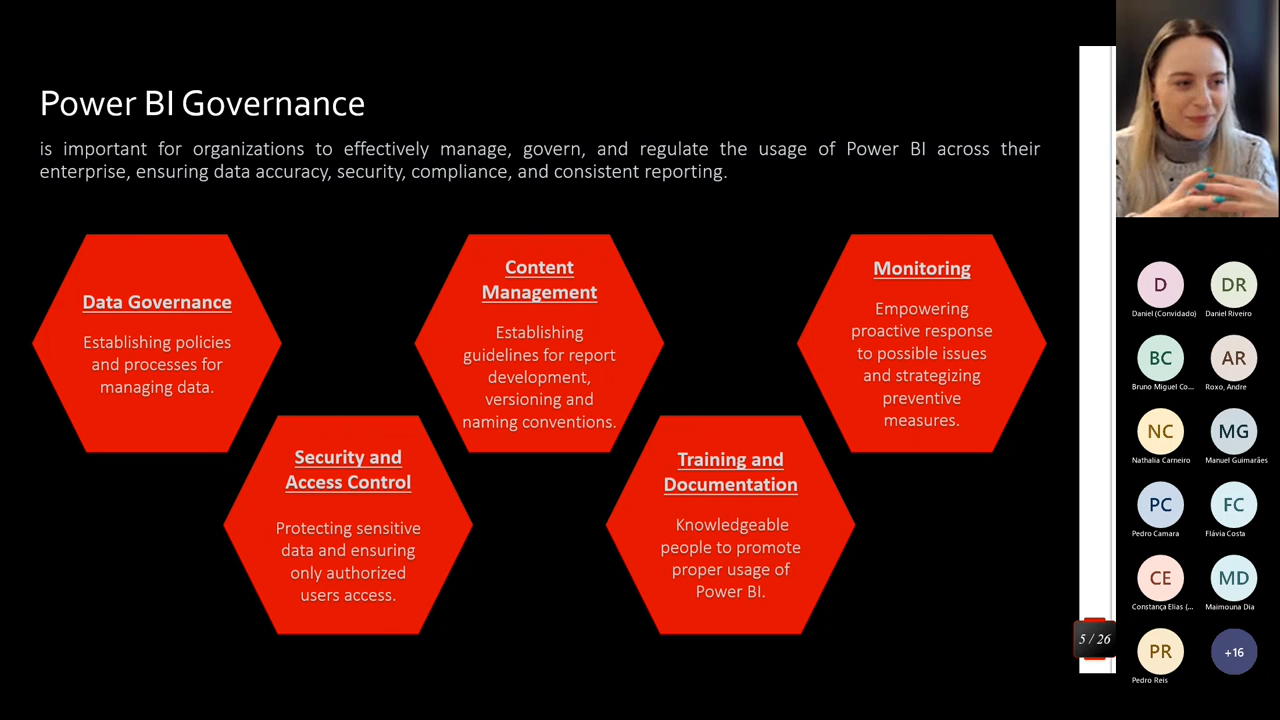 Power BI Governance
is important for organizations to effectively manage, govern, and regulate the usage of Power BI across their
enterprise, ensuring data accuracy, security, compliance, and consistent reporting.
Data Governance
Establishing policies
and processes for
managing data.
Security and
Access Control
Protecting sensitive
data and ensuring
only authorized
users access.
Content
Management
Establishing
guidelines for report
development,
versioning and
naming conventions.
Training and
Documentation
Knowledgeable
people to promote
proper usage of
Power BI.
Monitoring
Empowering
proactive response
to possible issues
and strategizing
preventive
measures.
5 / 26
D
Daniel (Convidado)
DR
Daniel Riveiro
BC
Bruno Miguel Co...
AR
Roxo, Andre
NC
Nathalia Carneiro
MG
Manuel Guimarães
PC
Pedro Camara
FC
Flávia Costa
CE
Constança Elias (...
MD
Maimouna Dia
PR
Pedro Reis
+16